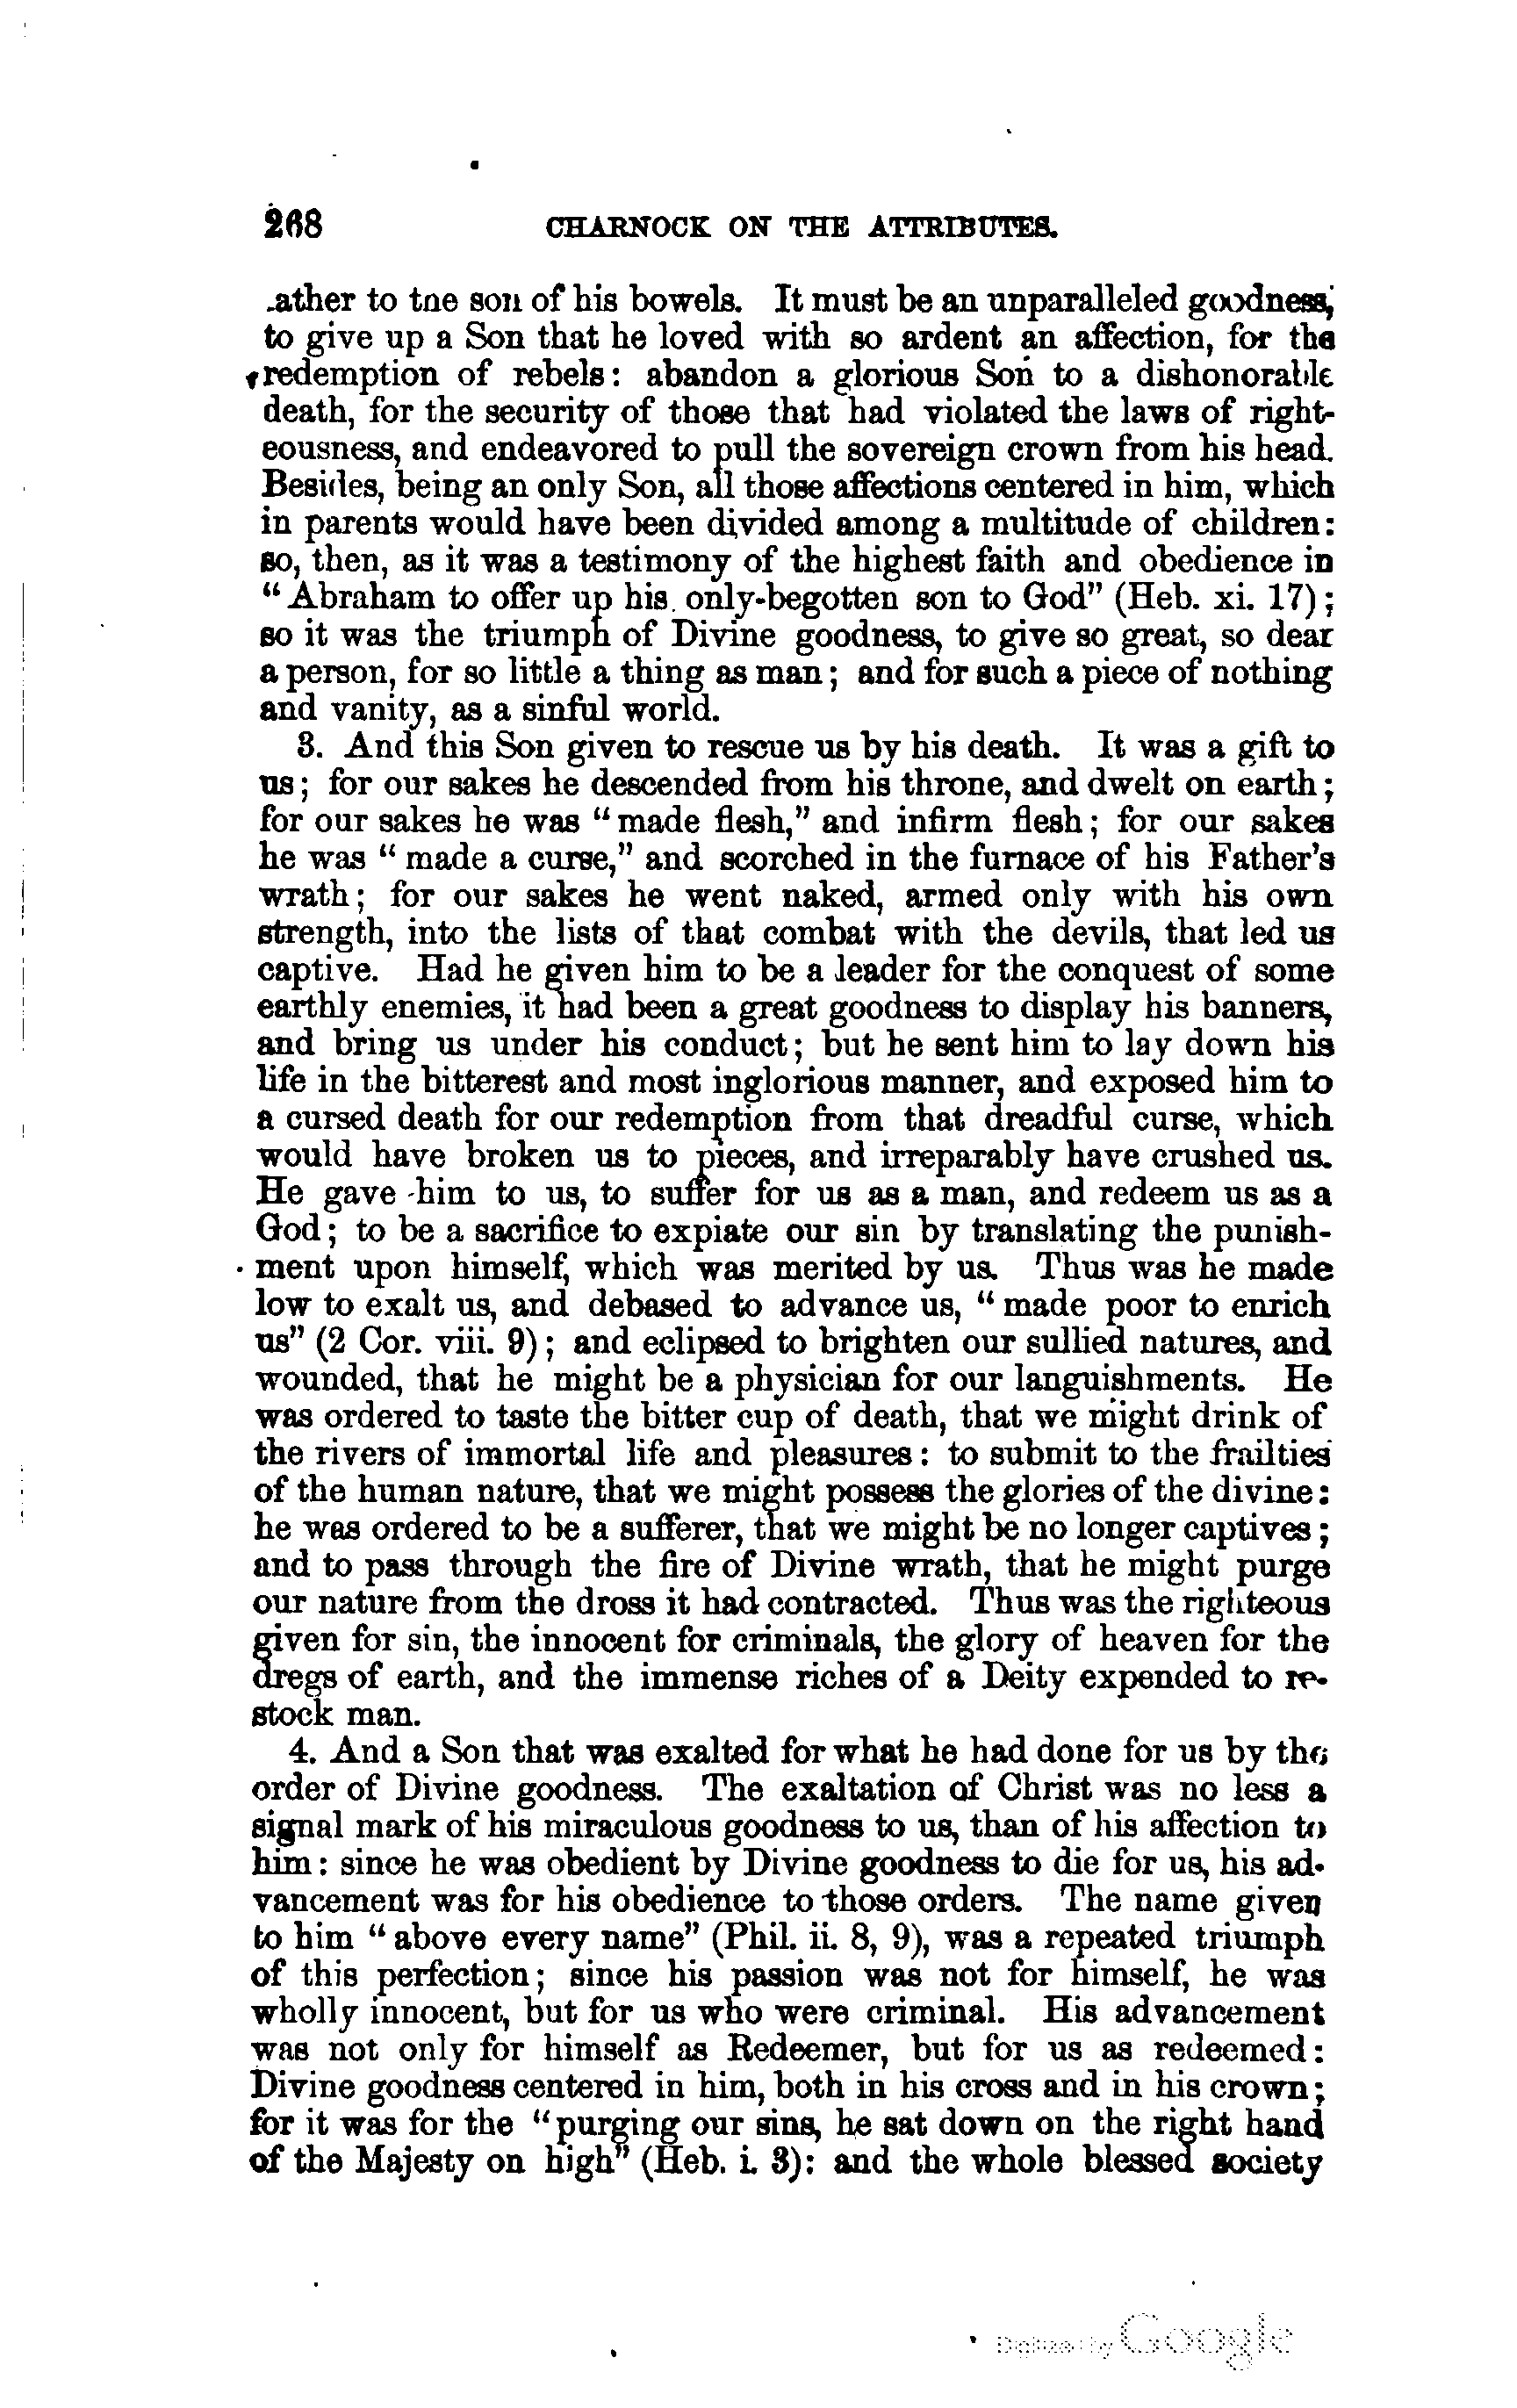 268 CHARNOCK ON THE ATTRIBUTES.
ather to the son of his bowels. It must be an unparalleled goodness,
to give up a Son that he loved with so ardent an affection, for the
redemption of rebels: abandon a glorious Son to a dishonorable
death, for the security of those that had violated the laws of right-
eousness, and endeavored to pull the sovereign crown from his head.
Besides, being an only Son, all those affections centered in him, which
in parents would have been divided among a multitude of children:
so, then, as it was a testimony of the highest faith and obedience in
“Abraham to offer up his only-begotten son to God” (Heb. xi. 17);
so it was the triumph of Divine goodness, to give so great, so dear
a person, for so little a thing as man; and for such a piece of nothing
and vanity, as a sinful world.
3. And this Son given to rescue us by his death. It was a gift to
us; for our sakes he descended from his throne, and dwelt on earth;
for our sakes he was “made flesh,” and infirm flesh; for our sakes
he was “made a curse,” and scorched in the furnace of his Father's
wrath; for our sakes he went naked, armed only with his own
strength, into the lists of that combat with the devils, that led us
captive. Had he given him to be a leader for the conquest of some
earthly enemies, it had been a great goodness to display his banners,
and bring us under his conduct; but he sent him to lay down his
life in the bitterest and most inglorious manner, and exposed him to
a cursed death for our redemption from that dreadful curse, which
would have broken us to pieces, and irreparably have crushed us.
He gave him to us, to suffer for us as a man, and redeem us as a
God; to be a sacrifice to expiate our sin by translating the punish-
ment upon himself, which was merited by us. Thus was he made
low to exalt us, and debased to advance us, “made poor to enrich
us” (2 Cor. viii. 9); and eclipsed to brighten our sullied natures, and
wounded, that he might be a physician for our languishments. He
was ordered to taste the bitter cup of death, that we might drink of
the rivers of immortal life and pleasures: to submit to the frailties
of the human nature, that we might possess the glories of the divine:
he was ordered to be a sufferer, that we might be no longer captives;
and to pass through the fire of Divine wrath, that he might purge
our nature from the dross it had contracted. Thus was the righteous
given for sin, the innocent for criminals, the glory of heaven for the
dregs of earth, and the immense riches of a Deity expended to re-
stock man.
4. And a Son that was exalted for what he had done for us by the
order of Divine goodness. The exaltation of Christ was no less a
signal mark of his miraculous goodness to us, than of his affection to
him: since he was obedient by Divine goodness to die for us, his ad-
vancement was for his obedience to those orders. The name given
to him “above every name” (Phil. ii. 8, 9), was a repeated triumph
of this perfection; since his passion was not for himself, he was
wholly innocent, but for us who were criminal. His advancement
was not only for himself as Redeemer, but for us as redeemed:
Divine goodness centered in him, both in his cross and in his crown;
for it was for the “purging our sins, he sat down on the right hand
of the Majesty on high” (Heb. i. 3): and the whole blessed society
Digitized by Google